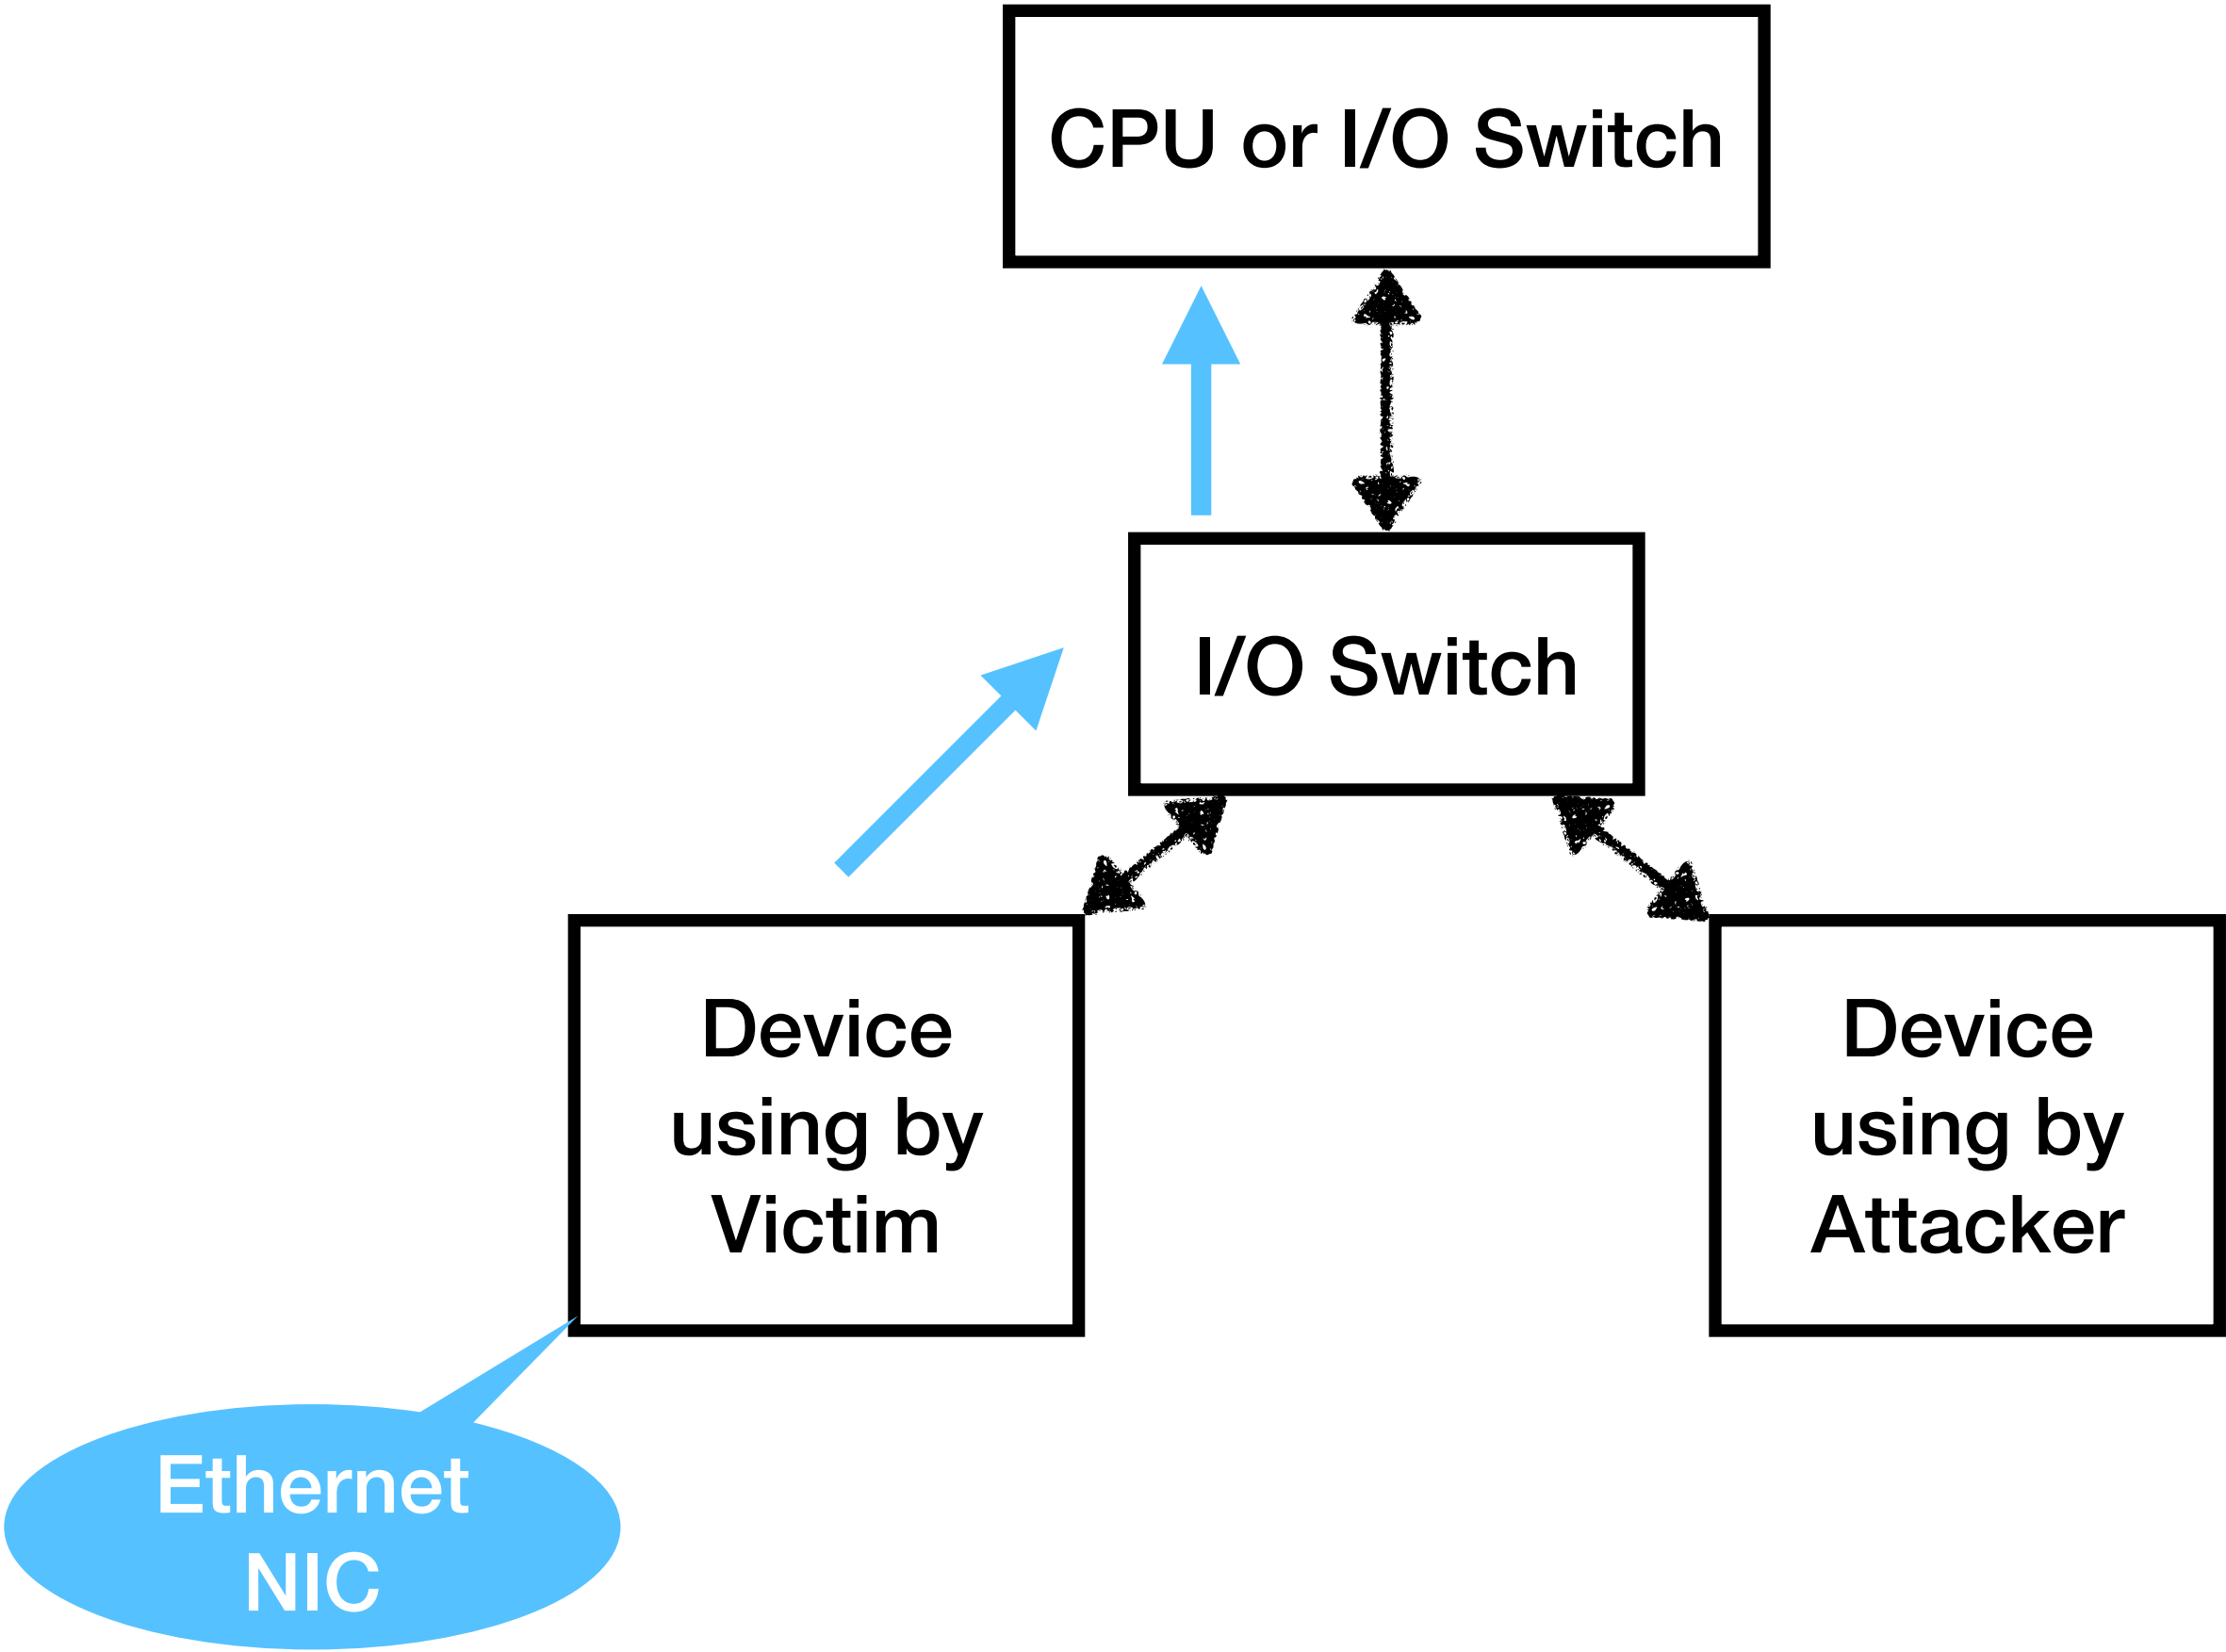 CPU or I/O Switch
I/O Switch
Device
using by
Victim
Device
using by
Attacker
Ethernet
NIC